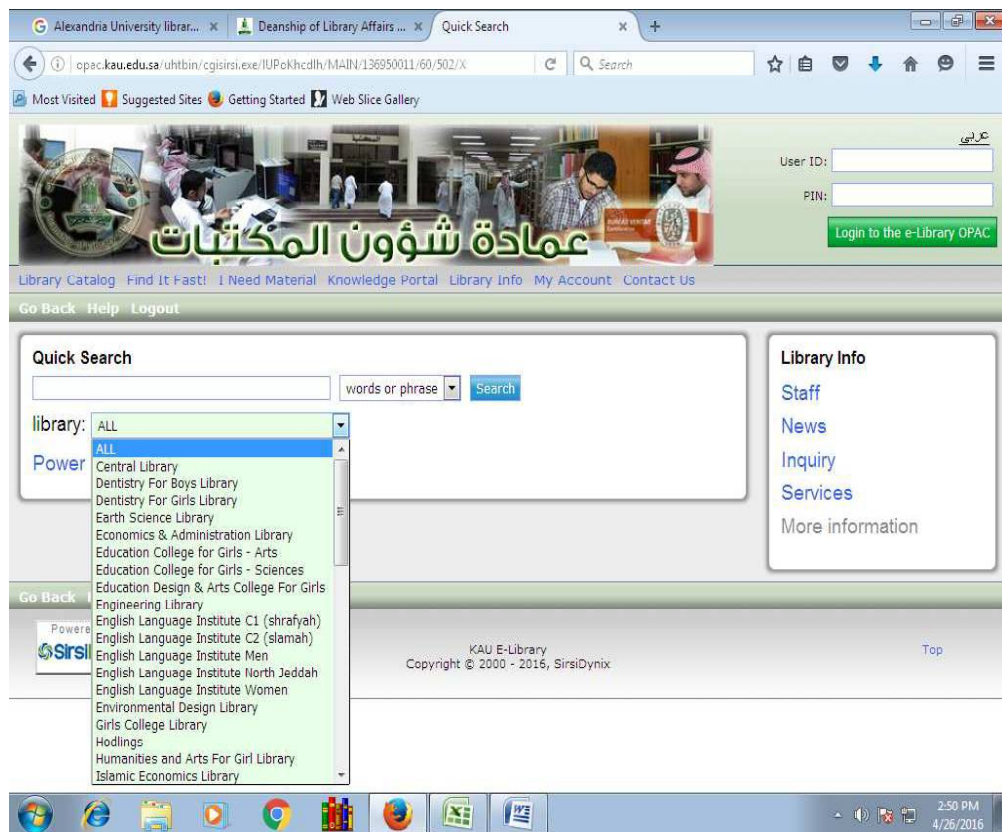 Alexandria University librar... Deanship of Library Affairs ... Quick Search
opac.kau.edu.sa/uhtbin/cgisirsi.exe/IUPoKhcdlh/MAIN/136950011/60/502/X Search
Most Visited Suggested Sites Getting Started Web Slice Gallery
عربي
User ID:
PIN:
Login to the e-Library OPAC
عمادة شؤون المكتبات
BUREAU VERITAS
Certification
Library Catalog Find It Fast! I Need Material Knowledge Portal Library Info My Account Contact Us
Go Back Help Logout
Quick Search
words or phrase Search
library: ALL
Power
ALL
Central Library
Dentistry For Boys Library
Dentistry For Girls Library
Earth Science Library
Economics & Administration Library
Education College for Girls - Arts
Education College for Girls - Sciences
Education Design & Arts College For Girls
Engineering Library
English Language Institute C1 (shrafyah)
English Language Institute C2 (slamah)
English Language Institute Men
English Language Institute North Jeddah
English Language Institute Women
Environmental Design Library
Girls College Library
Hodlings
Humanities and Arts For Girl Library
Islamic Economics Library
Library Info
Staff
News
Inquiry
Services
More information
Go Back
Powere
Sirsi
KAU E-Library
Copyright © 2000 - 2016, SirsiDynix
Top
2:50 PM
4/26/2016